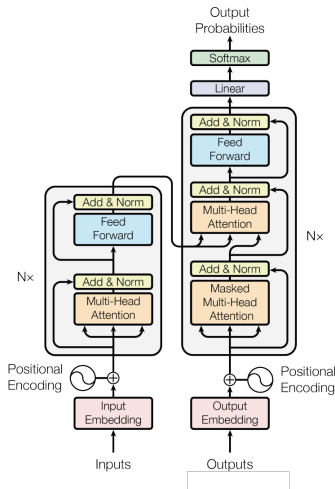 Output
Probabilities
Softmax
Linear
Add & Norm
Feed
Forward
Add & Norm
Multi-Head
Attention
Add & Norm
Masked
Multi-Head
Attention
N×
Add & Norm
Feed
Forward
N×
Add & Norm
Multi-Head
Attention
Positional
Encoding
Positional
Encoding
Input
Embedding
Output
Embedding
Inputs
Outputs